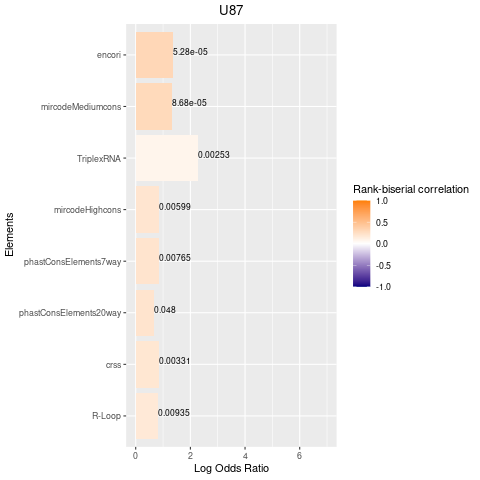 U87
Elements
encori
5.28e-05
mircodeMediumcons
8.68e-05
TriplexRNA
0.00253
mircodeHighcons
0.00599
phastConsElements7way
0.00765
phastConsElements20way
0.048
crss
0.00331
R-Loop
0.00935
0 2 4 6
Log Odds Ratio
Rank-biserial correlation
1.0
0.5
0.0
-0.5
-1.0